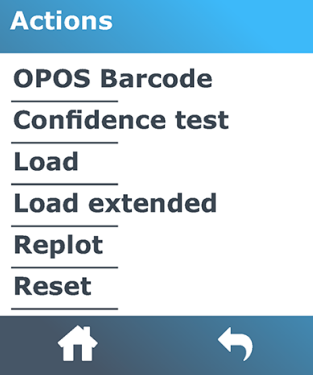 Actions
OPOS Barcode
Confidence test
Load
Load extended
Replot
Reset